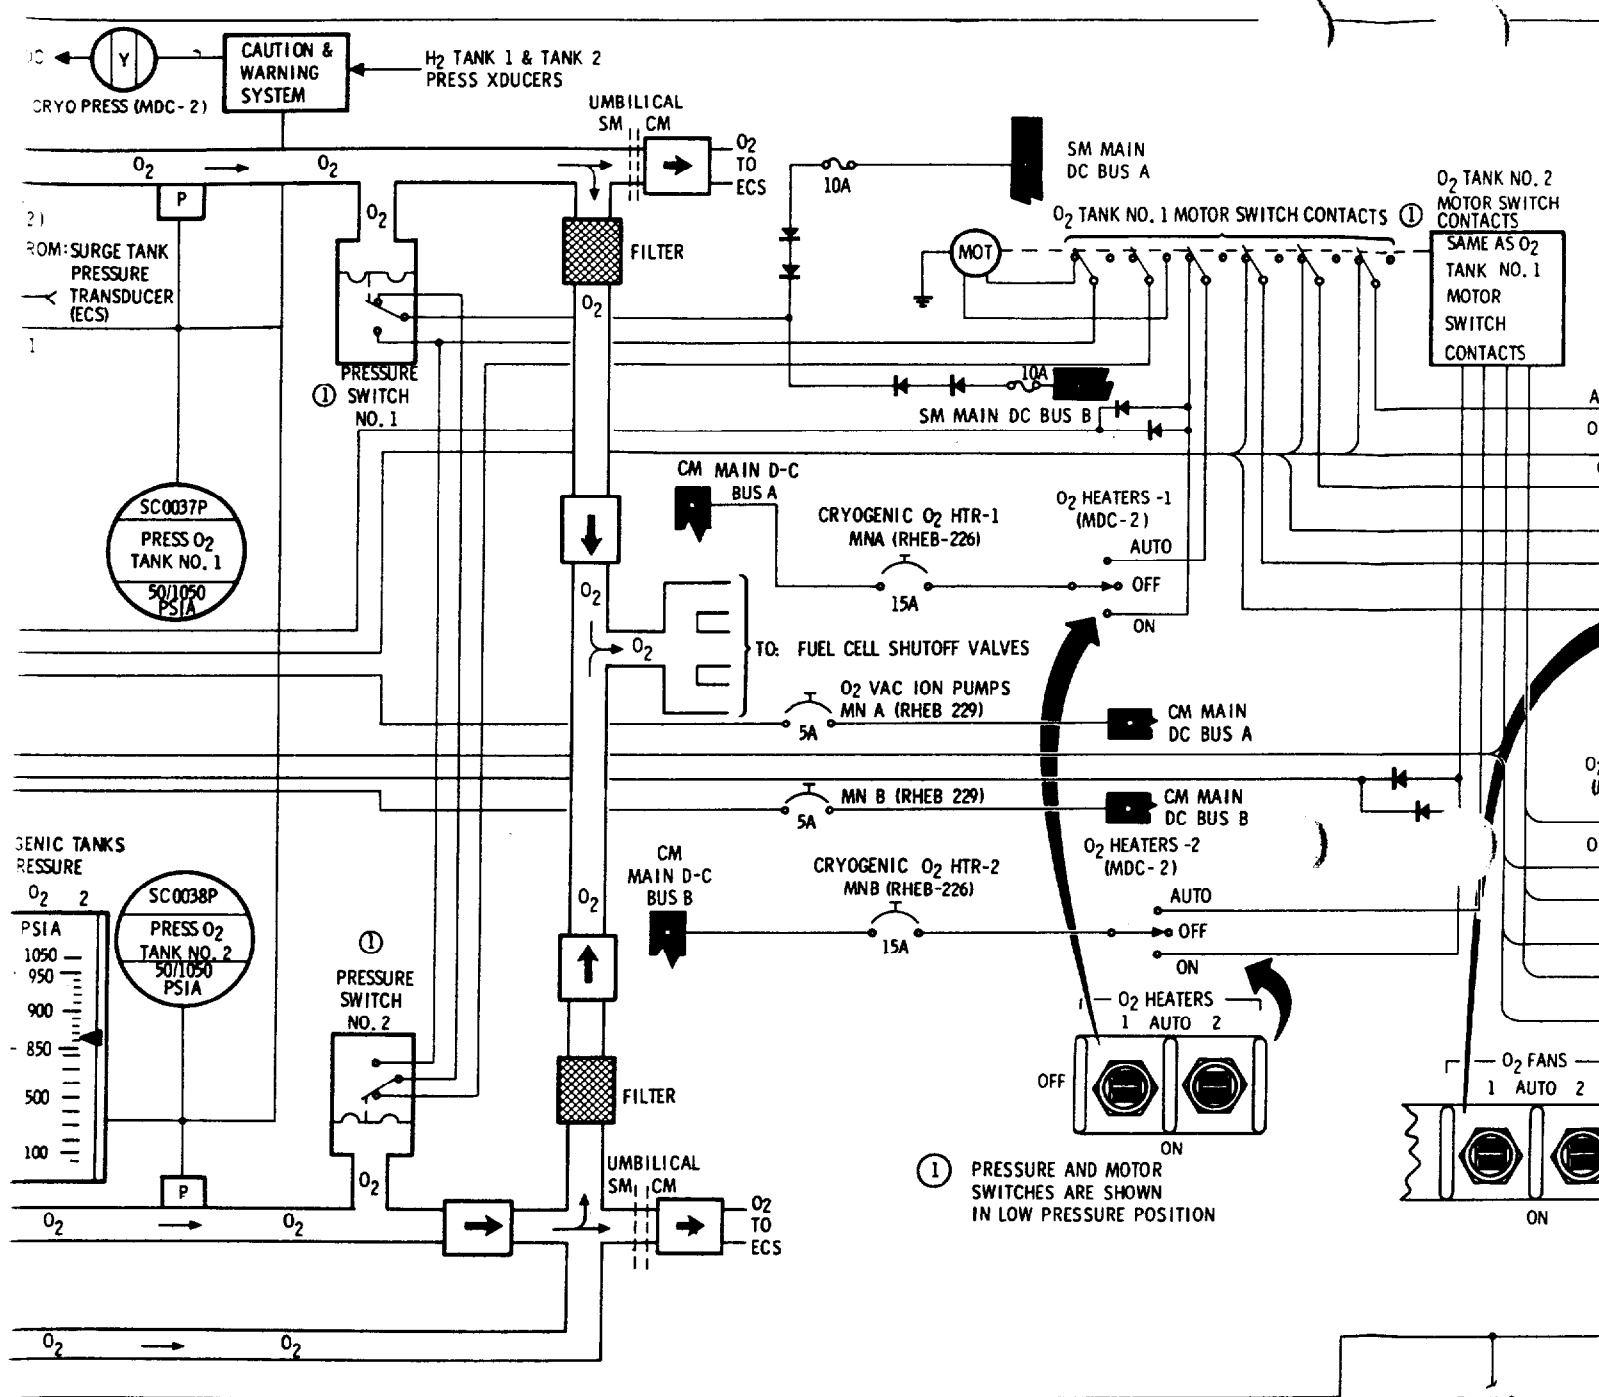 Y
CAUTION &
WARNING
SYSTEM
H2 TANK 1 & TANK 2
PRESS XDUCERS
CRYO PRESS (MDC-2)
UMBILICAL
SM CM
O2
TO
ECS
O2
O2
P
O2
2)
ROM: SURGE TANK
PRESSURE
TRANSDUCER
(ECS)
1
FILTER
O2
1 PRESSURE
SWITCH
NO. 1
10A
SM MAIN
DC BUS A
O2 TANK NO. 1 MOTOR SWITCH CONTACTS 1
MOT
O2 TANK NO. 2
MOTOR SWITCH
CONTACTS
SAME AS O2
TANK NO. 1
MOTOR
SWITCH
CONTACTS
10A
SM MAIN DC BUS B
A
O
CM MAIN D-C
BUS A
CRYOGENIC O2 HTR-1
MNA (RHEB-226)
15A
O2 HEATERS -1
(MDC-2)
AUTO
OFF
ON
SC0037P
PRESS O2
TANK NO. 1
50/1050
PSIA
O2
O2
TO: FUEL CELL SHUTOFF VALVES
O2 VAC ION PUMPS
MN A (RHEB 229)
5A
CM MAIN
DC BUS A
MN B (RHEB 229)
5A
CM MAIN
DC BUS B
O2 HEATERS -2
(MDC-2)
AUTO
OFF
ON
CM
MAIN D-C
BUS B
CRYOGENIC O2 HTR-2
MNB (RHEB-226)
15A
O2
GENIC TANKS
RESSURE
O2 2
PSIA
1050
950
900
850
500
100
SC0038P
PRESS O2
TANK NO. 2
50/1050
PSIA
1
PRESSURE
SWITCH
NO. 2
FILTER
O2
P
O2
O2
UMBILICAL
SM CM
O2
TO
ECS
O2
O2
O2 HEATERS
1 AUTO 2
OFF
ON
1 PRESSURE AND MOTOR
SWITCHES ARE SHOWN
IN LOW PRESSURE POSITION
O2 FANS
1 AUTO 2
ON